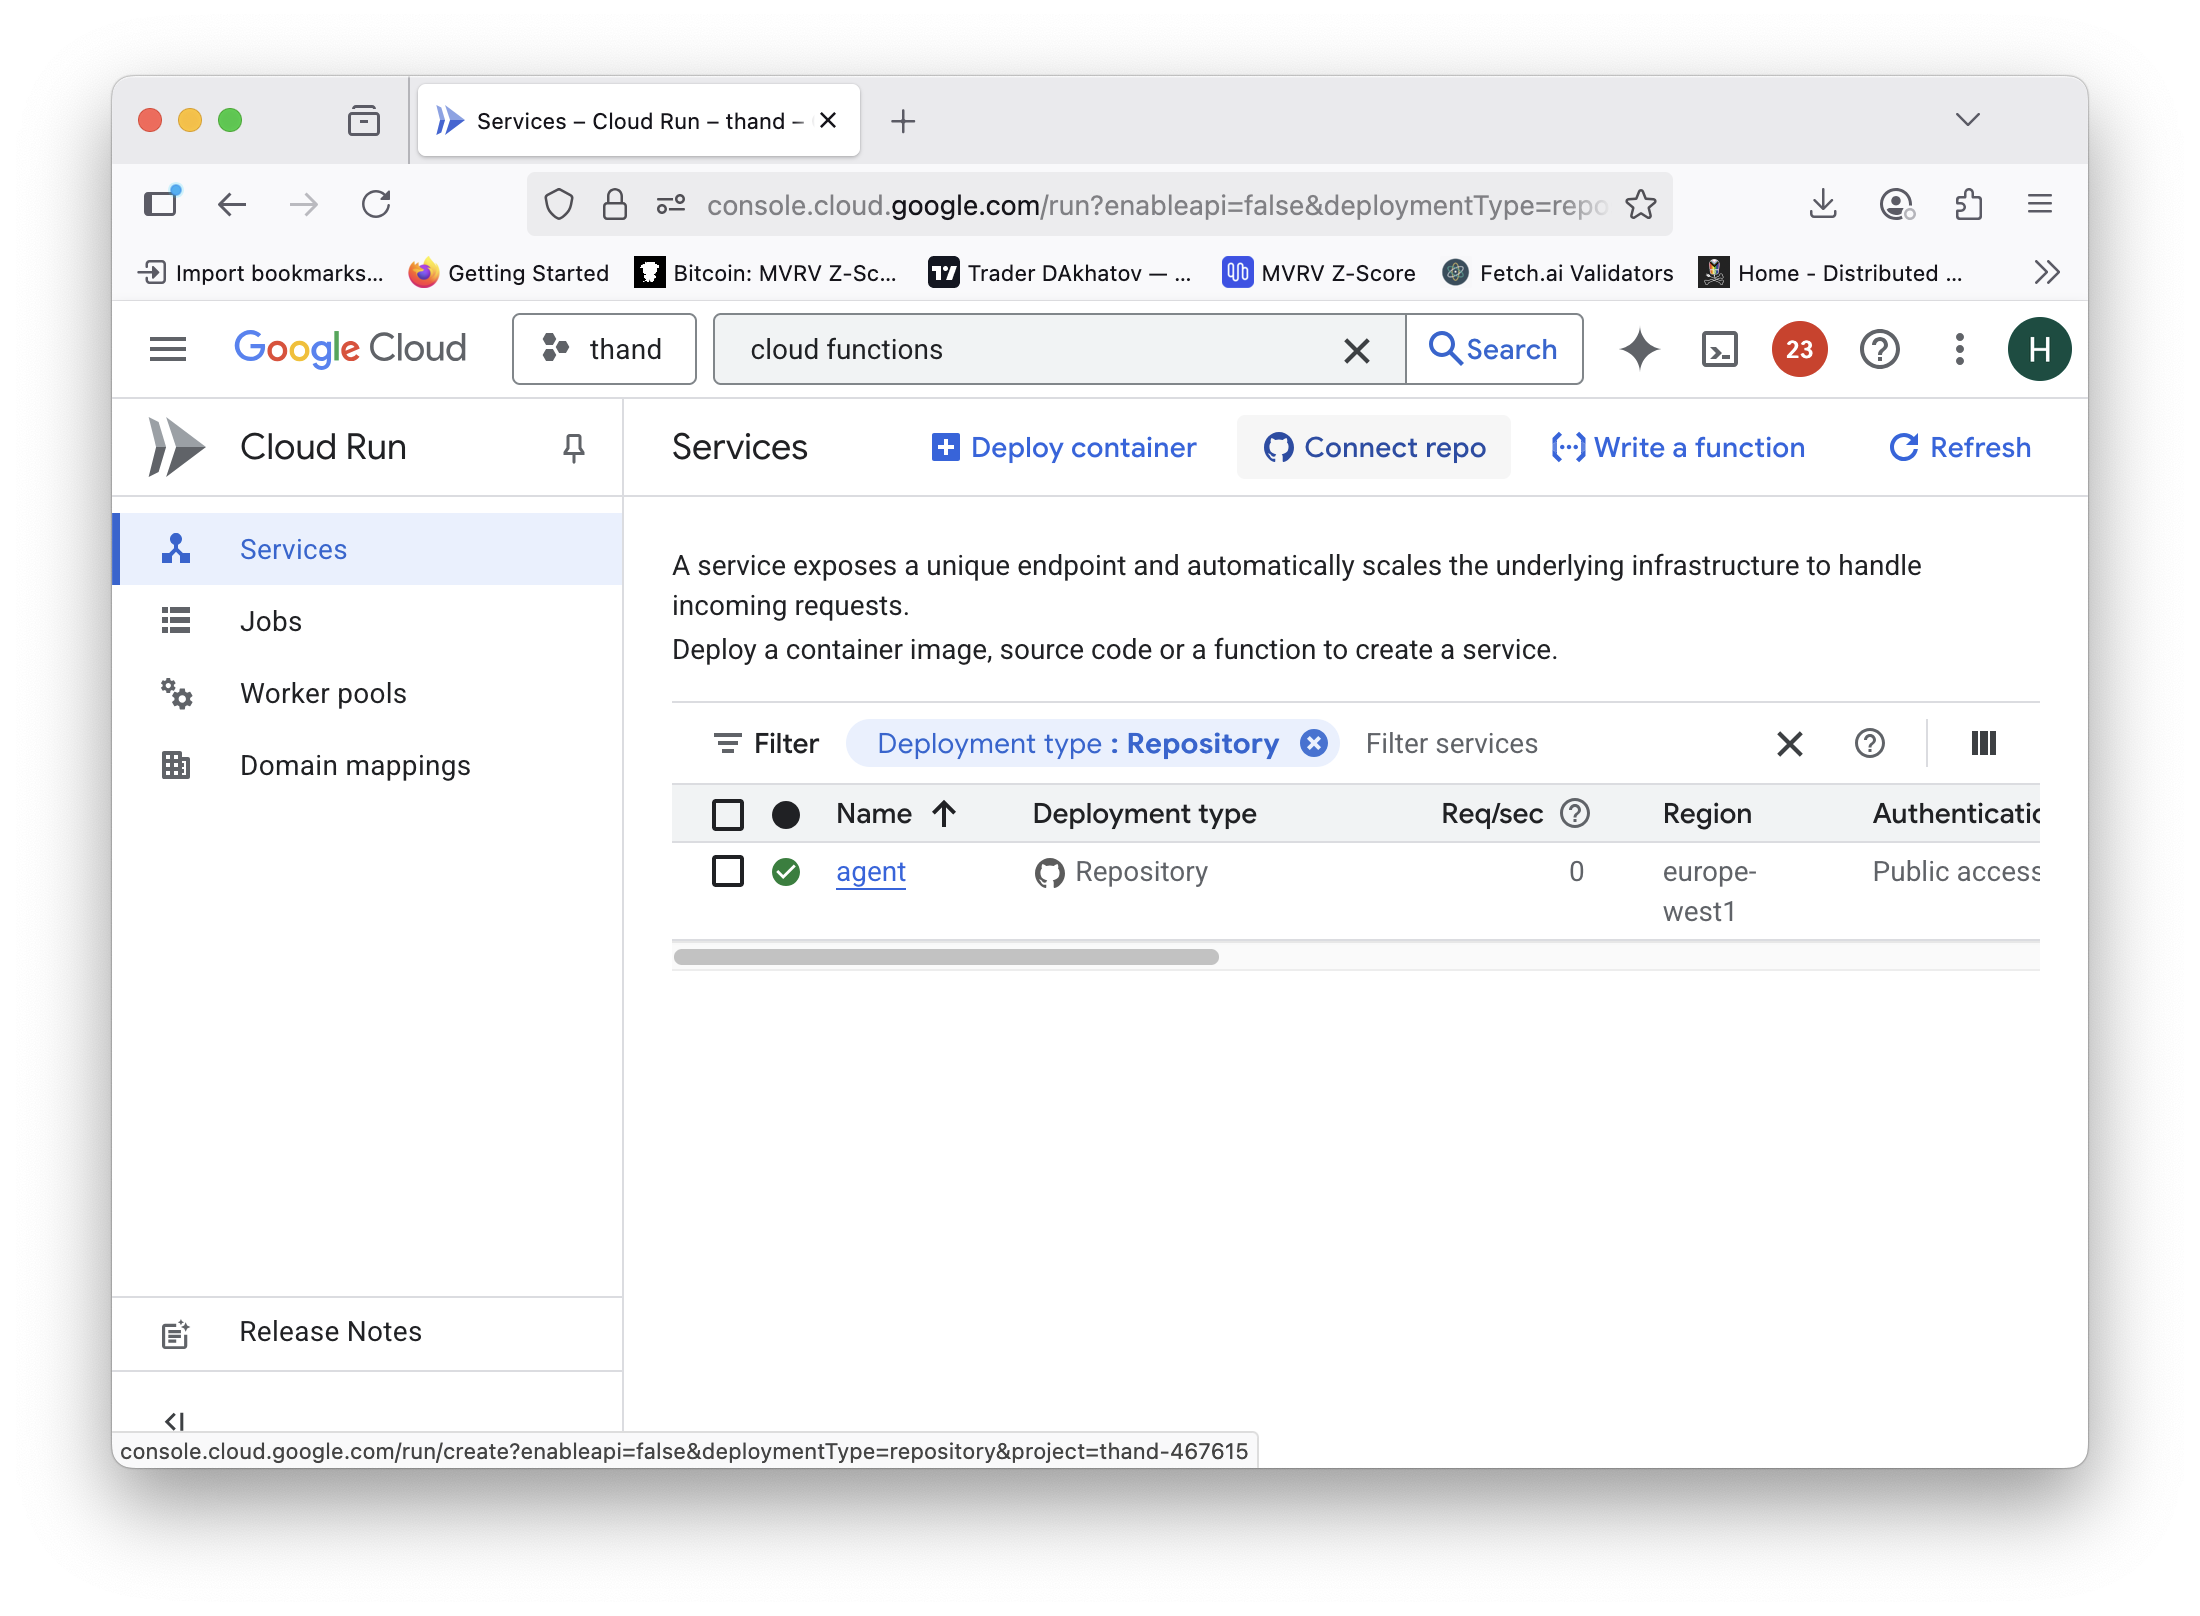 Services – Cloud Run – thand –
console.cloud.google.com/run?enableapi=false&deploymentType=repo
Import bookmarks... Getting Started Bitcoin: MVRV Z-Sc... Trader DAkhatov — ... MVRV Z-Score Fetch.ai Validators Home - Distributed ...
Google Cloud thand cloud functions Search 23 H
Cloud Run
Services Deploy container Connect repo Write a function Refresh
Services
Jobs
Worker pools
Domain mappings
A service exposes a unique endpoint and automatically scales the underlying infrastructure to handle
incoming requests.
Deploy a container image, source code or a function to create a service.
Filter Deployment type : Repository Filter services
Name Deployment type Req/sec Region Authenticatio
agent Repository 0 europe-
west1 Public access
Release Notes
console.cloud.google.com/run/create?enableapi=false&deploymentType=repository&project=thand-467615